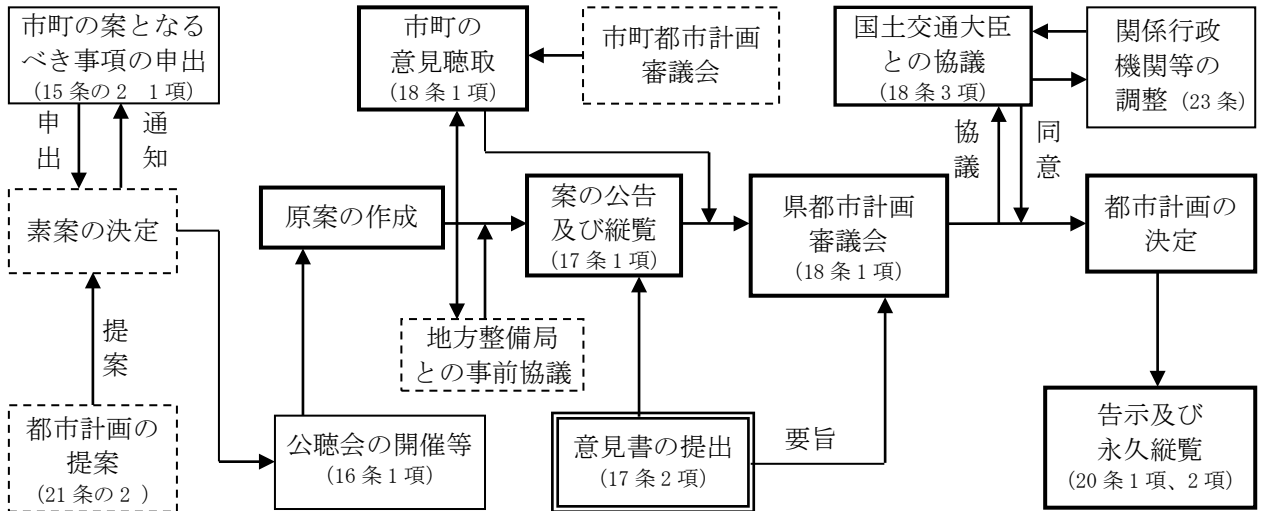 市町の案となる
べき事項の申出
(15条の2 1項)
申出
通知
素案の決定
提案
都市計画の
提案
(21条の2 )
市町の
意見聴取
(18条1項)
市町都市計画
審議会
原案の作成
案の公告
及び縦覧
(17条1項)
地方整備局
との事前協議
公聴会の開催等
(16条1項)
意見書の提出
(17条2項)
要旨
県都市計画
審議会
(18条1項)
国土交通大臣
との協議
(18条3項)
関係行政
機関等の
調整(23条)
協議
同意
都市計画の
決定
告示及び
永久縦覧
(20条1項、2項)